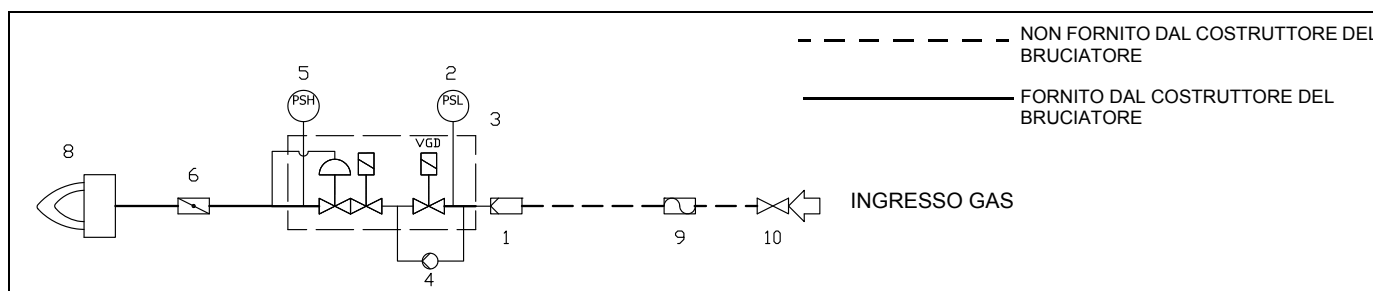 NON FORNITO DAL COSTRUTTORE DEL
BRUCIATORE
FORNITO DAL COSTRUTTORE DEL
BRUCIATORE
5
2
PSH
PSL
3
VGD
8
6
INGRESSO GAS
1
9
10
4